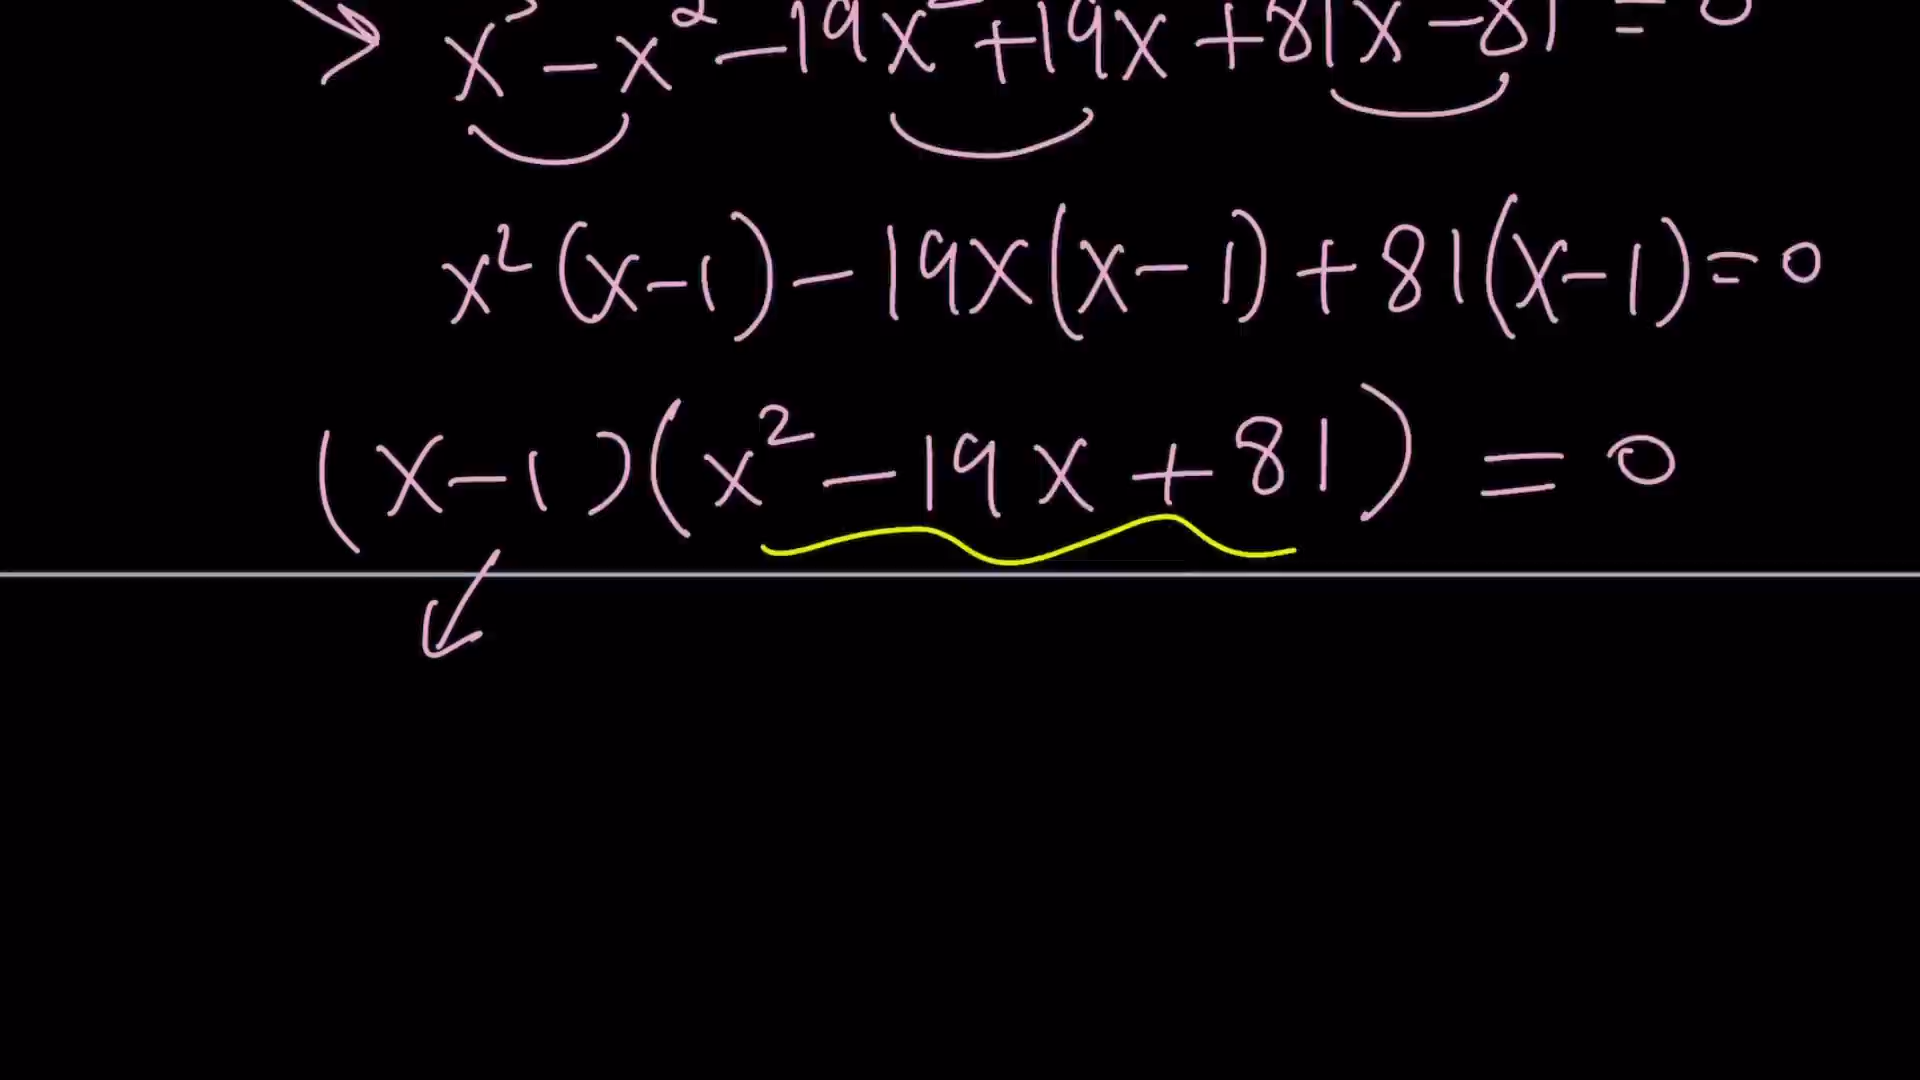 x³ - x² - 19x² + 19x + 81x - 81 = 0
x² (x-1) - 19x (x-1) + 81 (x-1) = 0
(x-1)(x² - 19x + 81) = 0